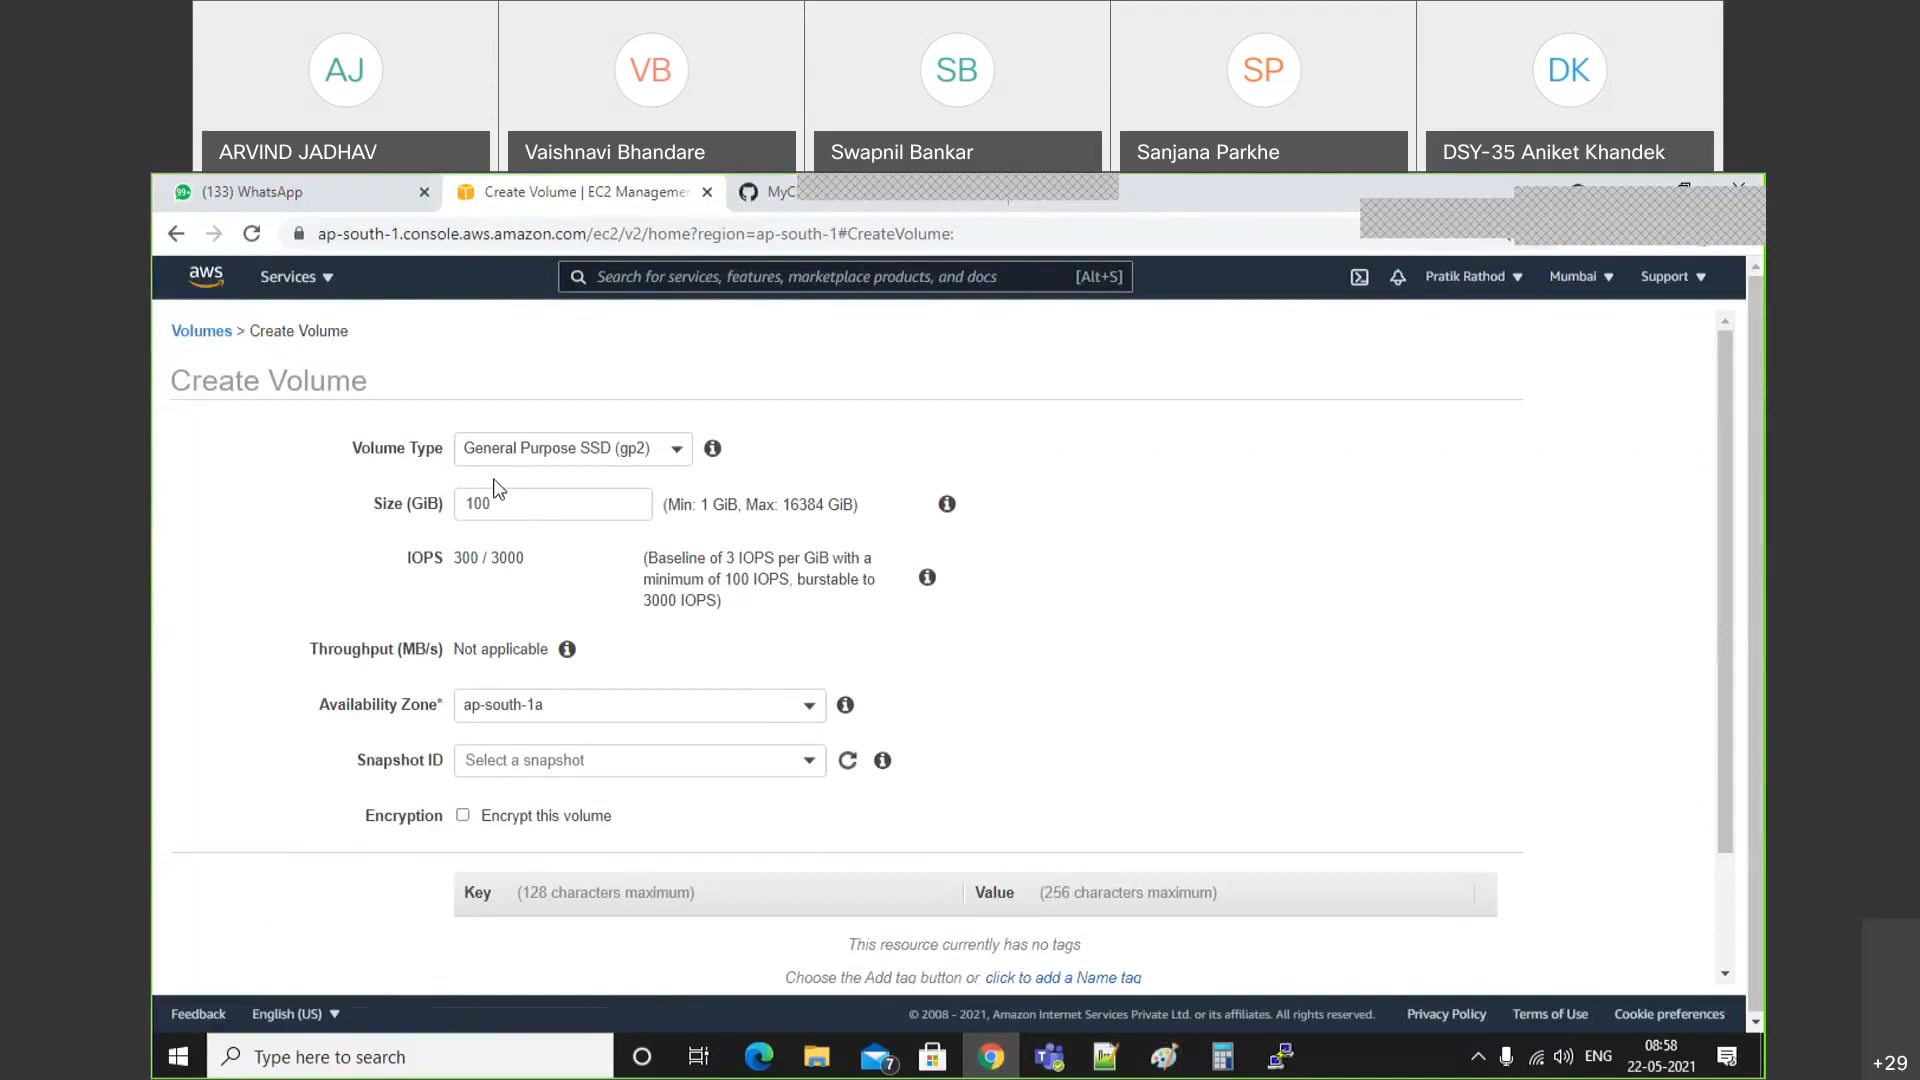 AJ
VB
SB
SP
DK
ARVIND JADHAV
Vaishnavi Bhandare
Swapnil Bankar
Sanjana Parkhe
DSY-35 Aniket Khandek
99+
(133) WhatsApp
Create Volume | EC2 Managemen
MyC
ap-south-1.console.aws.amazon.com/ec2/v2/home?region=ap-south-1#CreateVolume:
aws
Services
Search for services, features, marketplace products, and docs
[Alt+S]
Pratik Rathod
Mumbai
Support
Volumes > Create Volume
Create Volume
Volume Type
General Purpose SSD (gp2)
Size (GiB)
100
(Min: 1 GiB, Max: 16384 GiB)
IOPS
300 / 3000
(Baseline of 3 IOPS per GiB with a
minimum of 100 IOPS, burstable to
3000 IOPS)
Throughput (MB/s)
Not applicable
Availability Zone*
ap-south-1a
Snapshot ID
Select a snapshot
Encryption
Encrypt this volume
Key
(128 characters maximum)
Value
(256 characters maximum)
This resource currently has no tags
Choose the Add tag button or click to add a Name tag
Feedback
English (US)
© 2008 - 2021, Amazon Internet Services Private Ltd. or its affiliates. All rights reserved.
Privacy Policy
Terms of Use
Cookie preferences
Type here to search
7
ENG
08:58
22-05-2021
+29